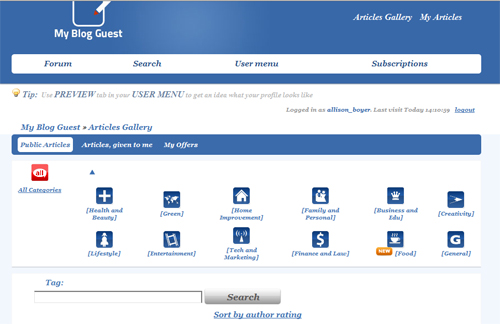 My Blog Guest
Articles Gallery My Articles
Forum Search User menu Subscriptions
Tip: Use PREVIEW tab in your USER MENU to get an idea what your profile looks like
Logged in as allison_boyer. Last visit Today 14:10:59 logout
My Blog Guest » Articles Gallery
Public Articles Articles, given to me My Offers
all
All Categories
[Health and
Beauty]
[Green]
[Home
Improvement]
[Family and
Personal]
[Business and
Edu]
[Creativity]
[Lifestyle]
[Entertainment]
[Tech and
Marketing]
$
[Finance and Law]
NEW
[Food]
G
[General]
Tag:
Search
Sort by author rating